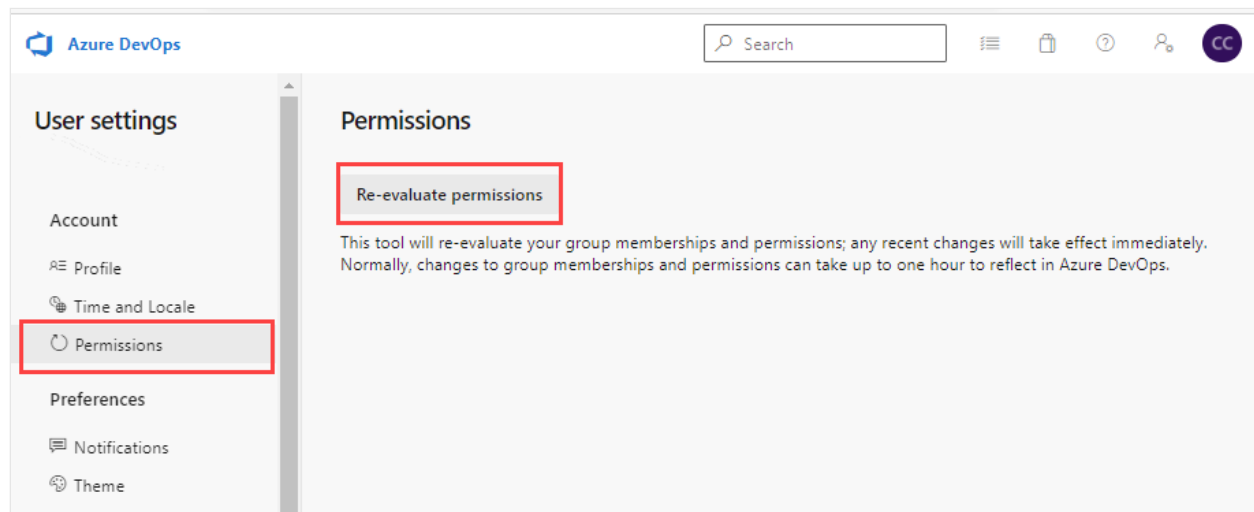 Azure DevOps
Search
CC
User settings
Account
Profile
Time and Locale
Permissions
Preferences
Notifications
Theme
Permissions
Re-evaluate permissions
This tool will re-evaluate your group memberships and permissions; any recent changes will take effect immediately.
Normally, changes to group memberships and permissions can take up to one hour to reflect in Azure DevOps.